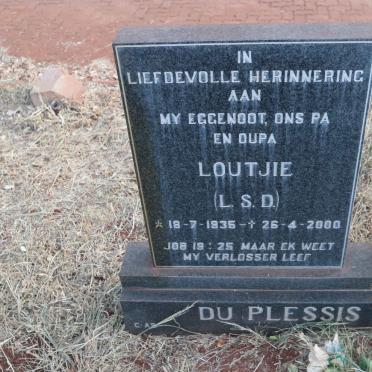 IN
LIEFDEVOLLE HERINNERING
AAN
MY EGGENOOT, ONS PA
EN OUPA
LOUTJIE
(L. S. D.)
* 18-7-1935 - † 26-4-2000
JOB 19 : 25 MAAR EK WEET
MY VERLOSSER LEEF
DU PLESSIS